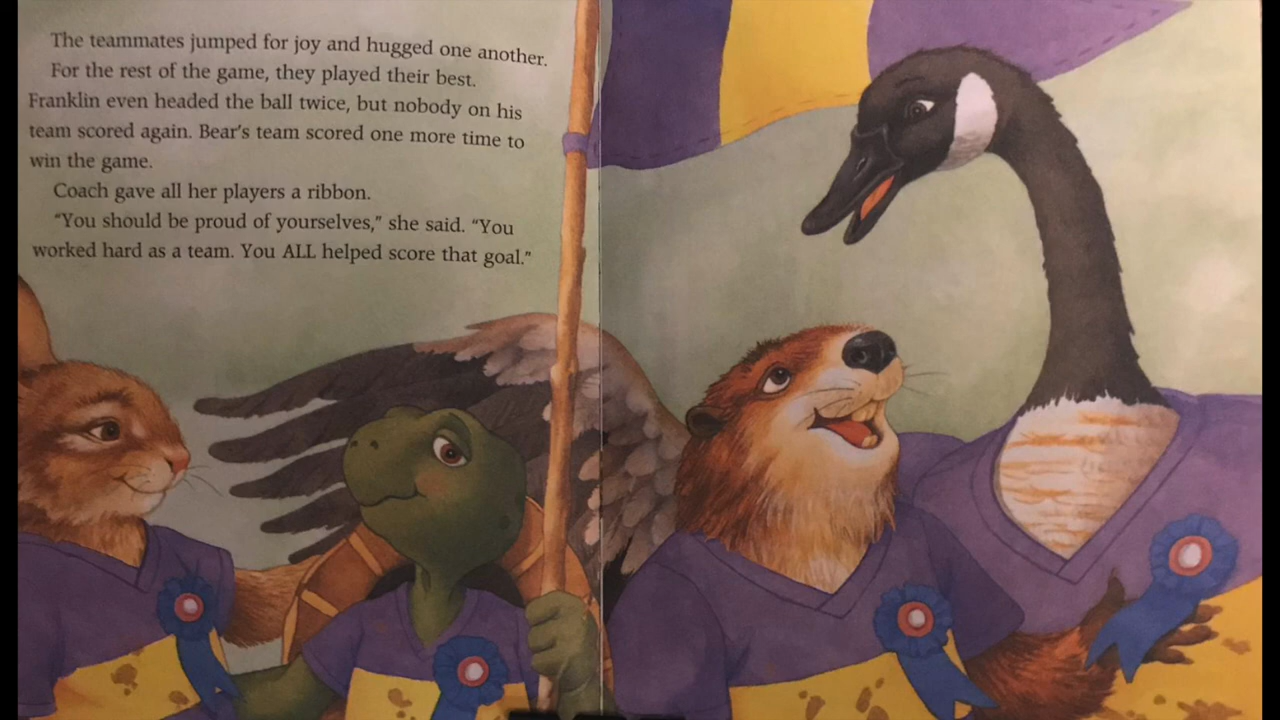 The teammates jumped for joy and hugged one another.
For the rest of the game, they played their best.
Franklin even headed the ball twice, but nobody on his
team scored again. Bear's team scored one more time to
win the game.
Coach gave all her players a ribbon.
"You should be proud of yourselves," she said. "You
worked hard as a team. You ALL helped score that goal."